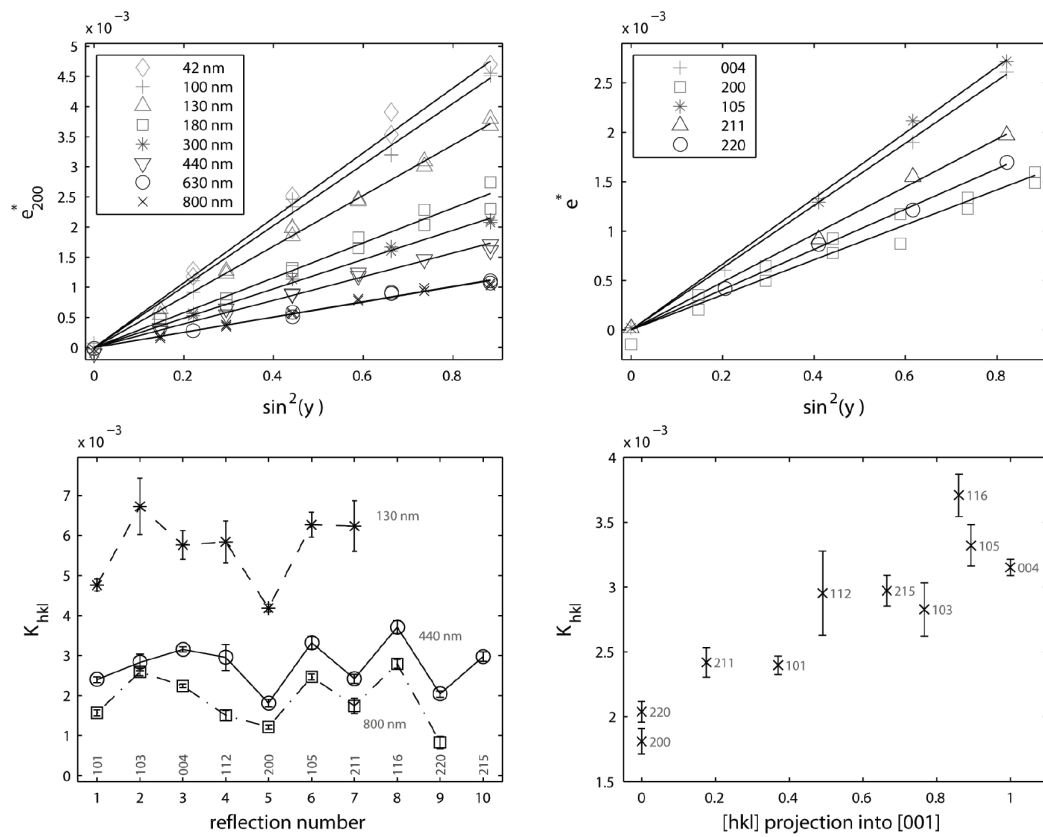 x 10⁻³
5
4.5
4
3.5
3
2.5
2
1.5
1
0.5
0
e*200
42 nm
100 nm
130 nm
180 nm
300 nm
440 nm
630 nm
800 nm
0 0.2 0.4 0.6 0.8
sin²(y )
x 10⁻³
2.5
2
1.5
1
0.5
0
e*
004
200
105
211
220
0 0.2 0.4 0.6 0.8
sin²(y )
x 10⁻³
7
6
5
4
3
2
1
0
K_hkl
130 nm
440 nm
800 nm
101 103 004 112 200 105 211 116 220 215
1 2 3 4 5 6 7 8 9 10
reflection number
x 10⁻³
4
3.5
3
2.5
2
1.5
K_hkl
116
105
004
112
215
103
211
101
220
200
0 0.2 0.4 0.6 0.8 1
[hkl] projection into [001]